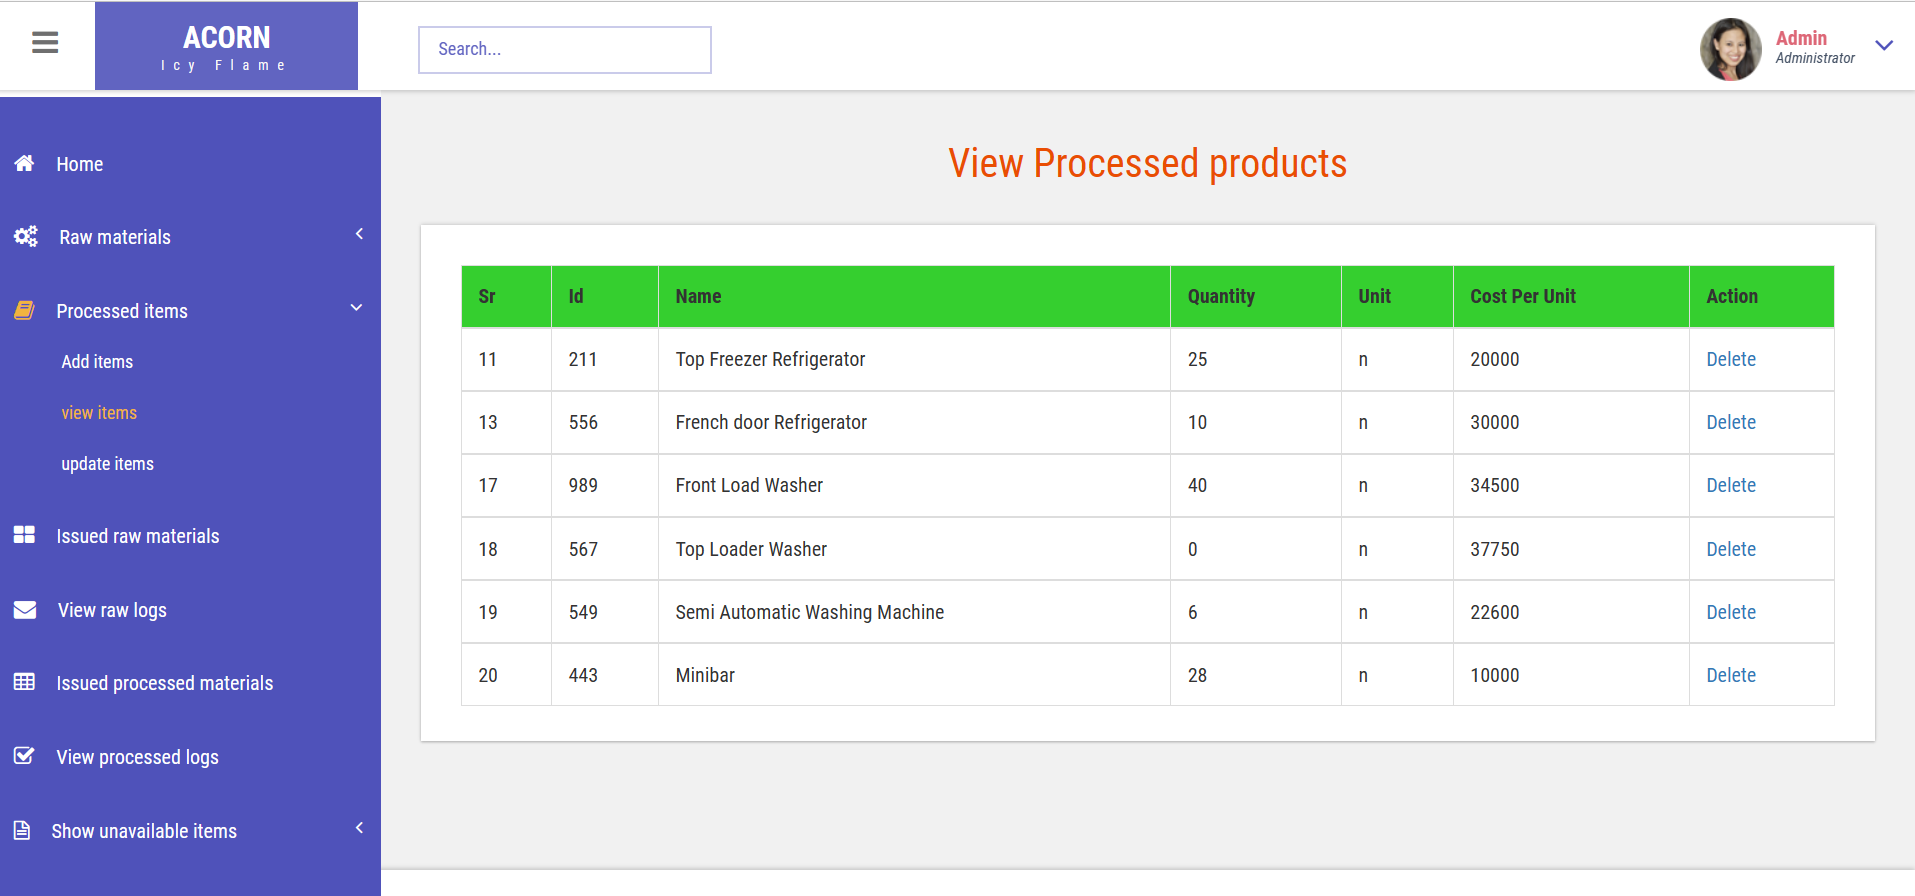 ACORN
Icy Flame
Search...
Admin
Administrator
Home
Raw materials
Processed items
Add items
view items
update items
Issued raw materials
View raw logs
Issued processed materials
View processed logs
Show unavailable items
View Processed products
Sr Id Name Quantity Unit Cost Per Unit Action
11 211 Top Freezer Refrigerator 25 n 20000 Delete
13 556 French door Refrigerator 10 n 30000 Delete
17 989 Front Load Washer 40 n 34500 Delete
18 567 Top Loader Washer 0 n 37750 Delete
19 549 Semi Automatic Washing Machine 6 n 22600 Delete
20 443 Minibar 28 n 10000 Delete